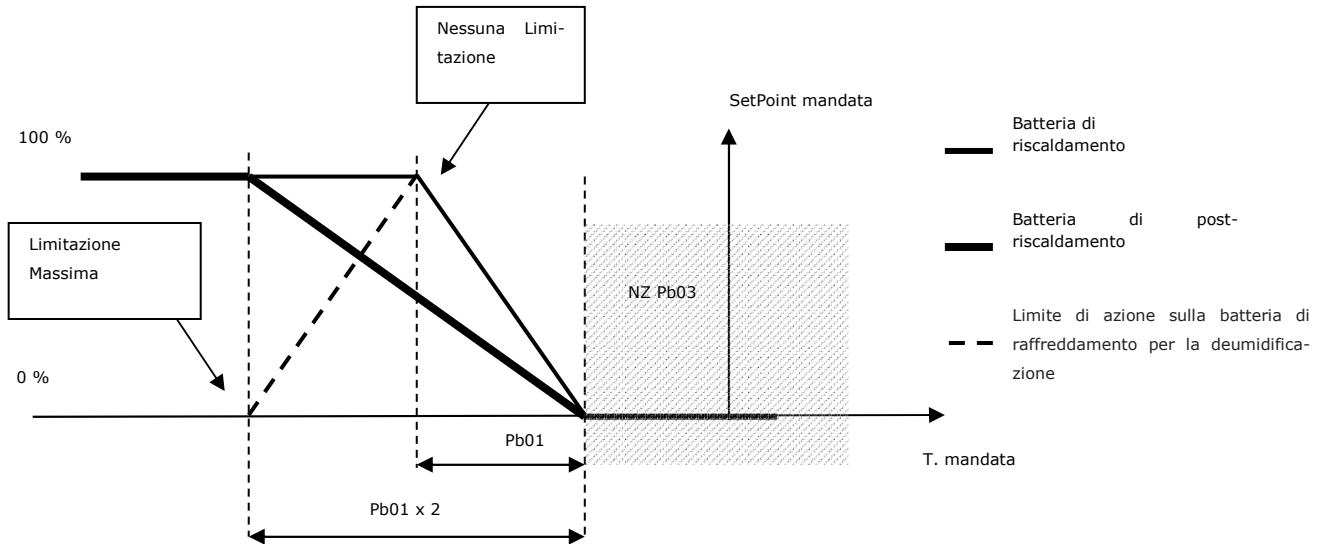 Nessuna Limi-
tazione
SetPoint mandata
100 %
Batteria di
riscaldamento
Batteria di post-
riscaldamento
Limitazione
Massima
NZ Pb03
Limite di azione sulla batteria di
raffreddamento per la deumidifica-
zione
0 %
Pb01
T. mandata
Pb01 x 2